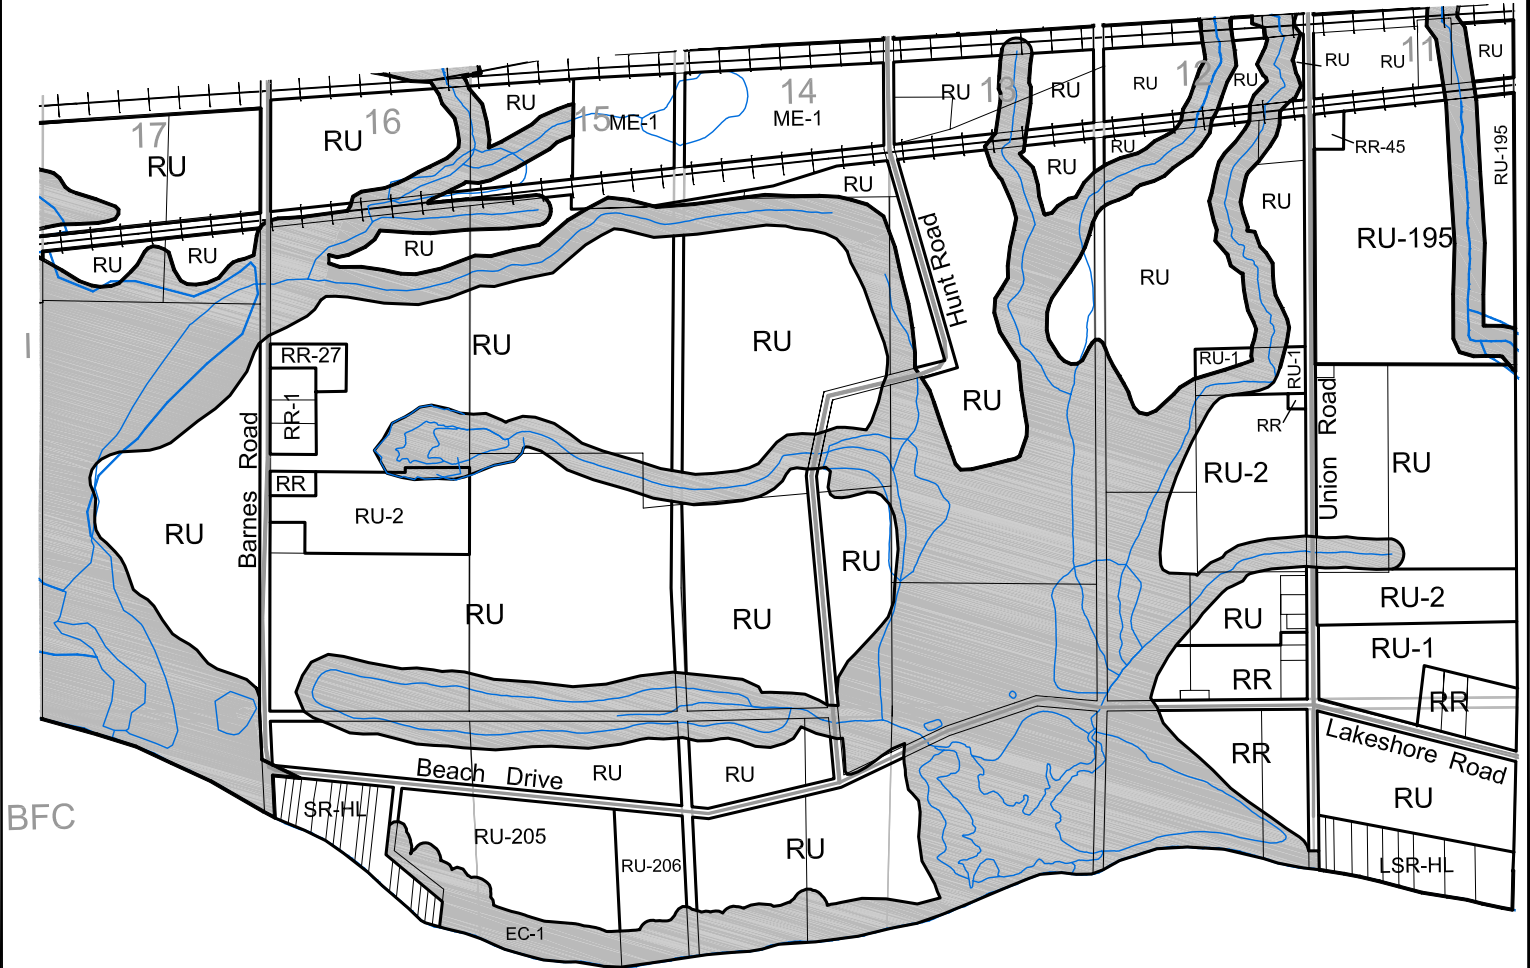 11
RU
RU
RU
12
RU
RU
13
RU
RU
14
ME-1
15
ME-1
RU
16
RU
17
RU
RR-45
RU-195
RU
RU
RU
RU
RU-195
RU
RU
RU
RU
Hunt Road
RU
I
RR-27
RU
RU
RU-1
RU-1
RR-1
RU
RR
Union Road
Barnes Road
RR
RU-2
RU
RU-2
RU
RU
RU
RU
RU
RU-2
RU-1
RR
RR
RR
Lakeshore Road
Beach Drive
RU
RU
RU
BFC
SR-HL
RU-205
RU-206
RU
LSR-HL
EC-1